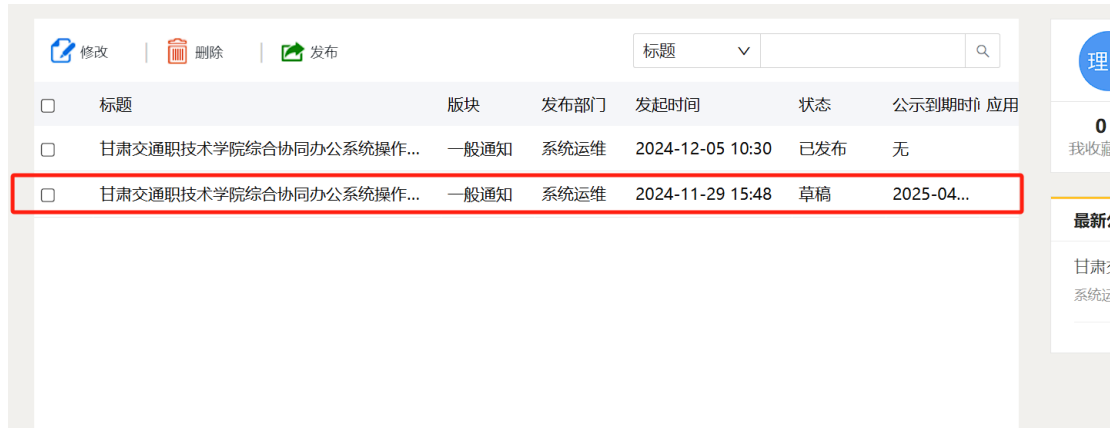 修改 | 删除 | 发布 标题
理
标题 版块 发布部门 发起时间 状态 公示到期时 应用
0
甘肃交通职技术学院综合协同办公系统操作... 一般通知 系统运维 2024-12-05 10:30 已发布 无
我收藏
甘肃交通职技术学院综合协同办公系统操作... 一般通知 系统运维 2024-11-29 15:48 草稿 2025-04...
最新
甘肃
系统运